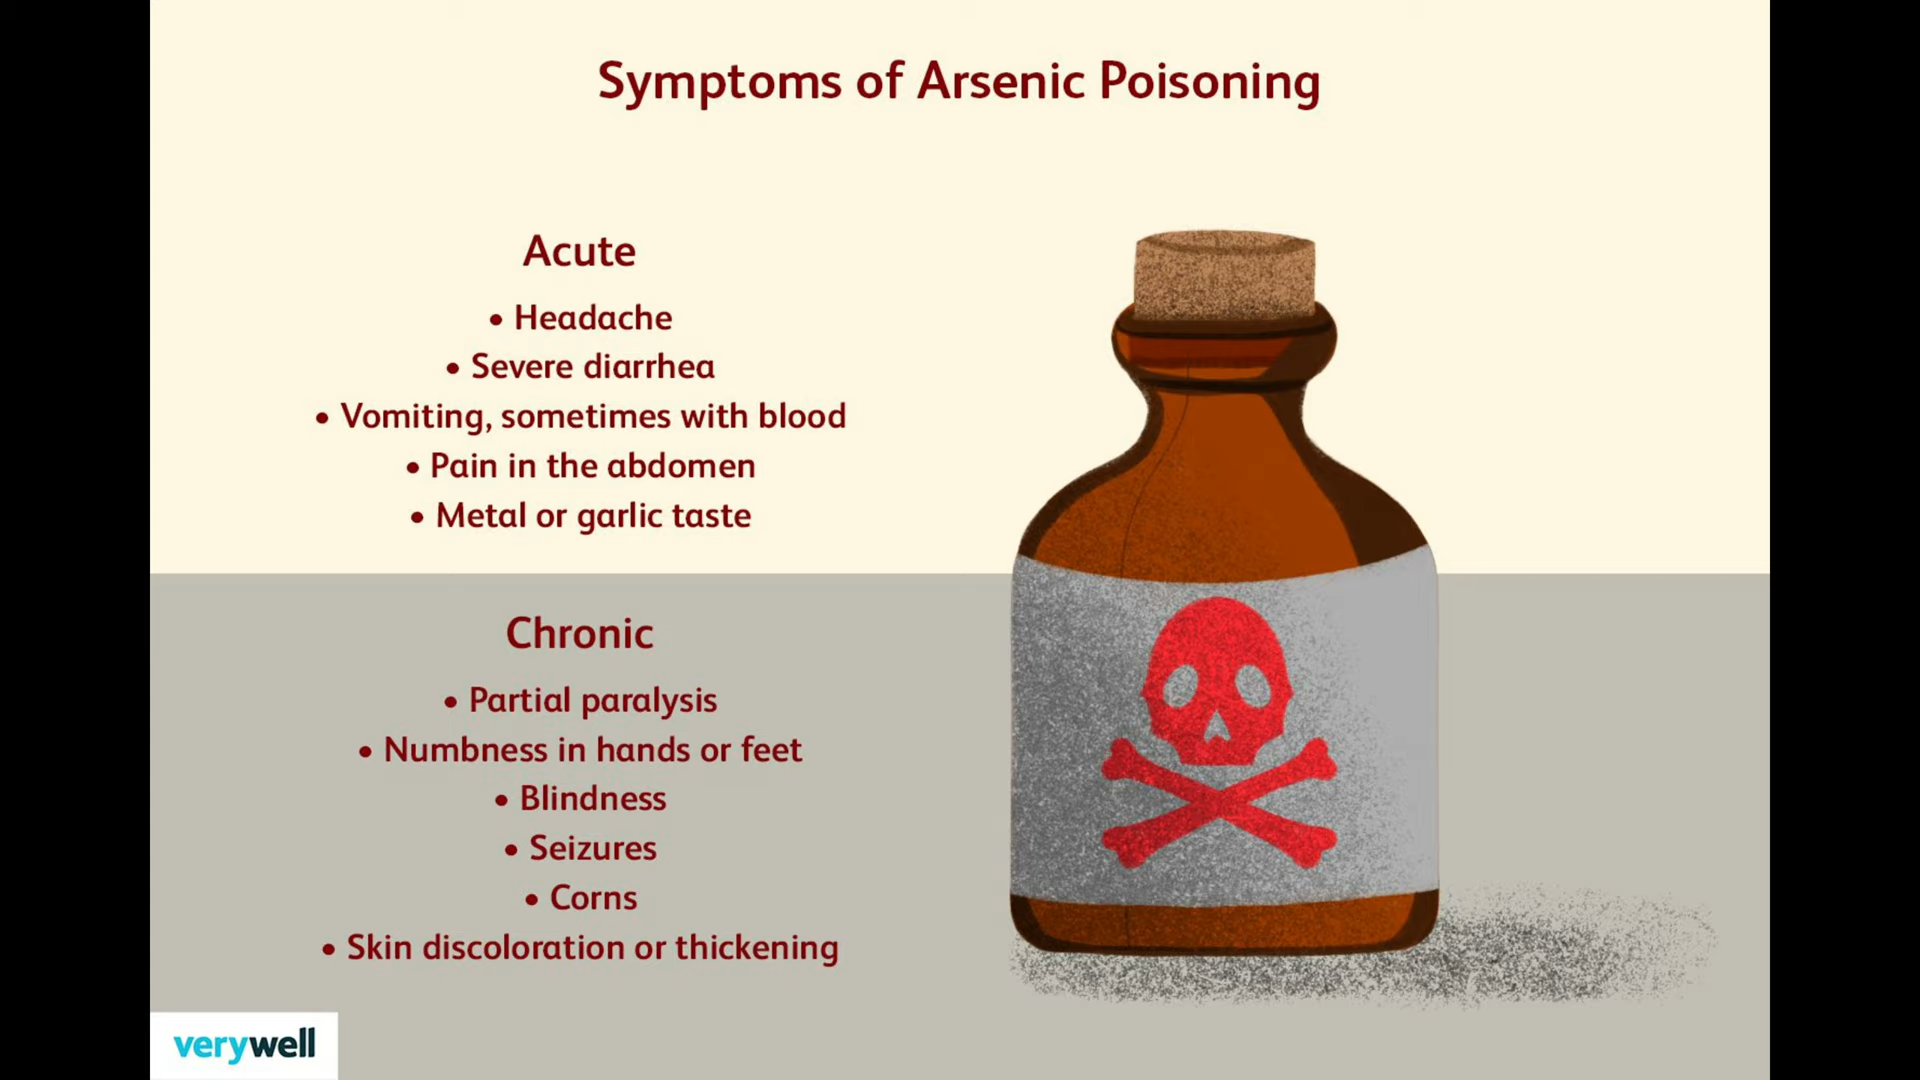 Symptoms of Arsenic Poisoning
Acute
• Headache
• Severe diarrhea
• Vomiting, sometimes with blood
• Pain in the abdomen
• Metal or garlic taste
Chronic
• Partial paralysis
• Numbness in hands or feet
• Blindness
• Seizures
• Corns
• Skin discoloration or thickening
verywell